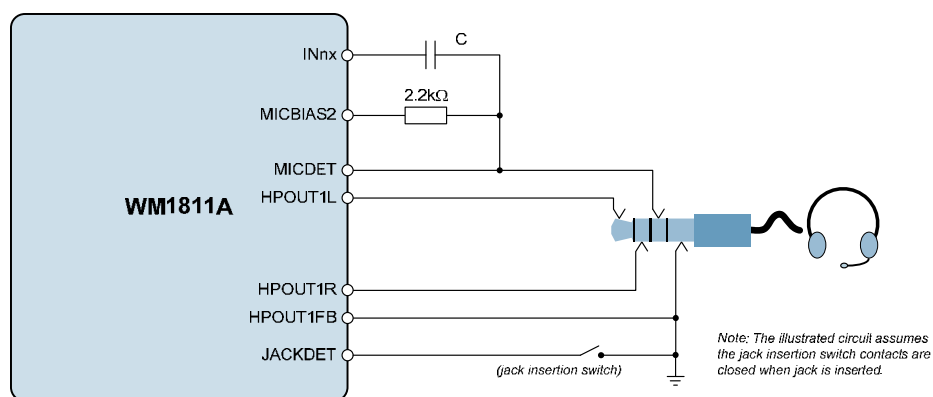 INnx
C
2.2kΩ
MICBIAS2
MICDET
HPOUT1L
WM1811A
HPOUT1R
HPOUT1FB
JACKDET
(jack insertion switch)
Note: The illustrated circuit assumes
the jack insertion switch contacts are
closed when jack is inserted.